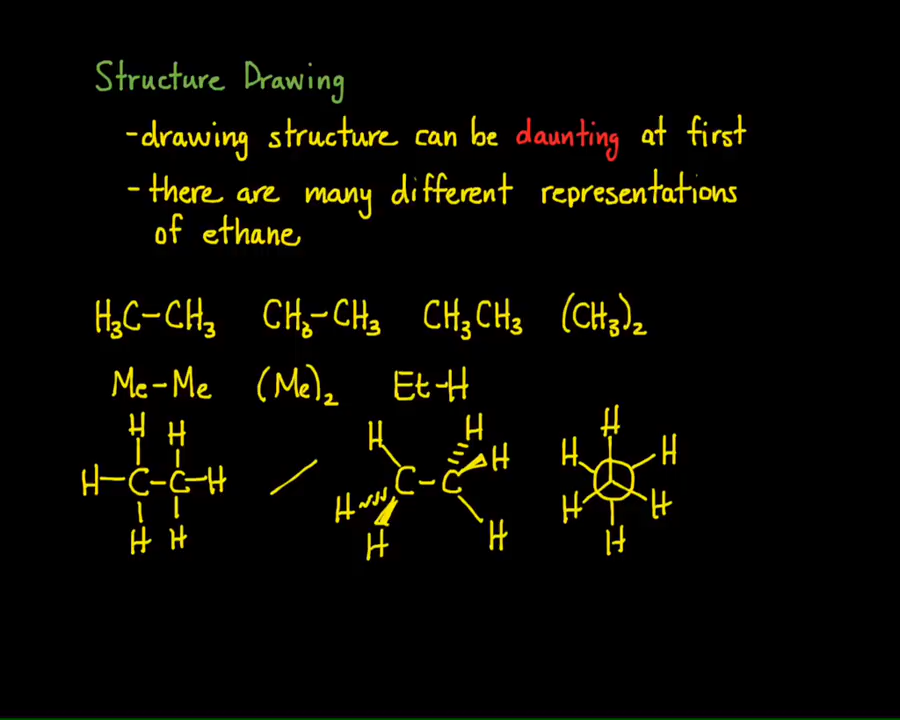 Structure Drawing
-drawing structure can be daunting at first
-there are many different representations
of ethane
H₃C-CH₃ CH₃-CH₃ CH₃CH₃ (CH₃)₂
Me-Me (Me)₂ Et-H
H H H H H H
H H H
H-C-C-H C-C
H H H
H H H H H